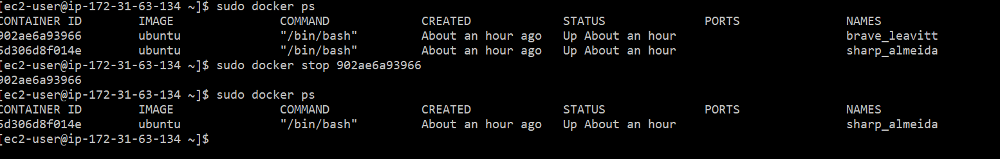 [ec2-user@ip-172-31-63-134 ~]$ sudo docker ps
CONTAINER ID IMAGE COMMAND CREATED STATUS PORTS NAMES
902ae6a93966 ubuntu "/bin/bash" About an hour ago Up About an hour brave_leavitt
5d306d8f014e ubuntu "/bin/bash" About an hour ago Up About an hour sharp_almeida
[ec2-user@ip-172-31-63-134 ~]$ sudo docker stop 902ae6a93966
902ae6a93966
[ec2-user@ip-172-31-63-134 ~]$ sudo docker ps
CONTAINER ID IMAGE COMMAND CREATED STATUS PORTS NAMES
5d306d8f014e ubuntu "/bin/bash" About an hour ago Up About an hour sharp_almeida
[ec2-user@ip-172-31-63-134 ~]$